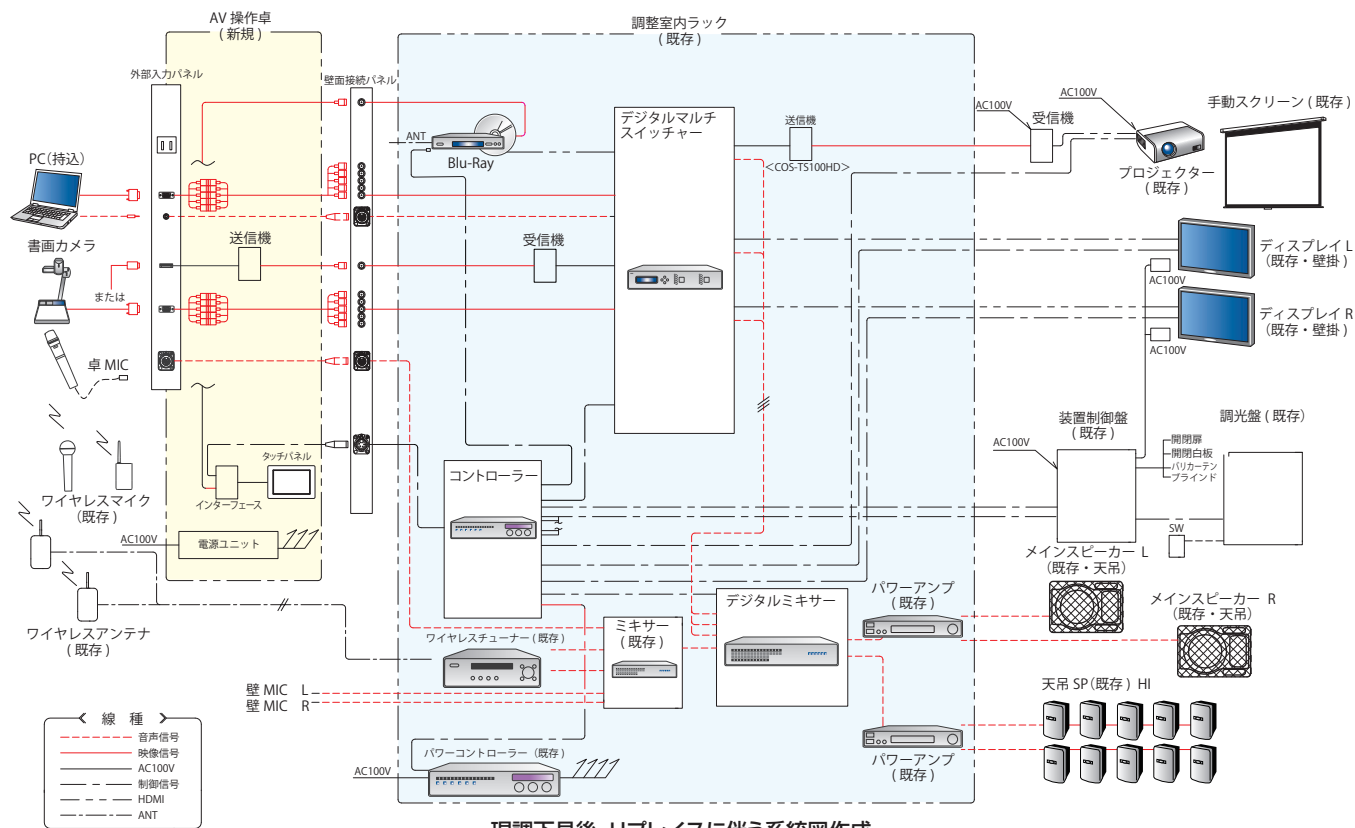 AV 操作卓
( 新規 )
調整室内ラック
( 既存 )
外部入力パネル
壁面接続パネル
PC（持込）
書画カメラ
または
卓 MIC
ワイヤレスマイク
（既存 )
AC100V
電源ユニット
ワイヤレスアンテナ
( 既存 )
送信機
インターフェース
タッチパネル
ANT
Blu-Ray
受信機
デジタルマルチ
スイッチャー
送信機
<COS-TS100HD>
AC100V
受信機
AC100V
プロジェクター
( 既存 )
手動スクリーン ( 既存 )
ディスプレイ L
（既存・壁掛 )
AC100V
ディスプレイ R
（既存・壁掛 )
AC100V
コントローラー
装置制御盤
( 既存 )
AC100V
開閉扉
開閉白板
バリカーテン
ブラインド
調光盤 ( 既存）
SW
メインスピーカー L
（既存・天吊）
メインスピーカー R
（既存・天吊）
ワイヤレスチューナー ( 既存 )
ミキサー
( 既存 )
デジタルミキサー
パワーアンプ
( 既存 )
壁 MIC L
壁 MIC R
天吊 SP（既存 ) HI
パワーアンプ
( 既存 )
パワーコントローラー（既存 )
AC100V
線 種
音声信号
映像信号
AC100V
制御信号
HDMI
ANT